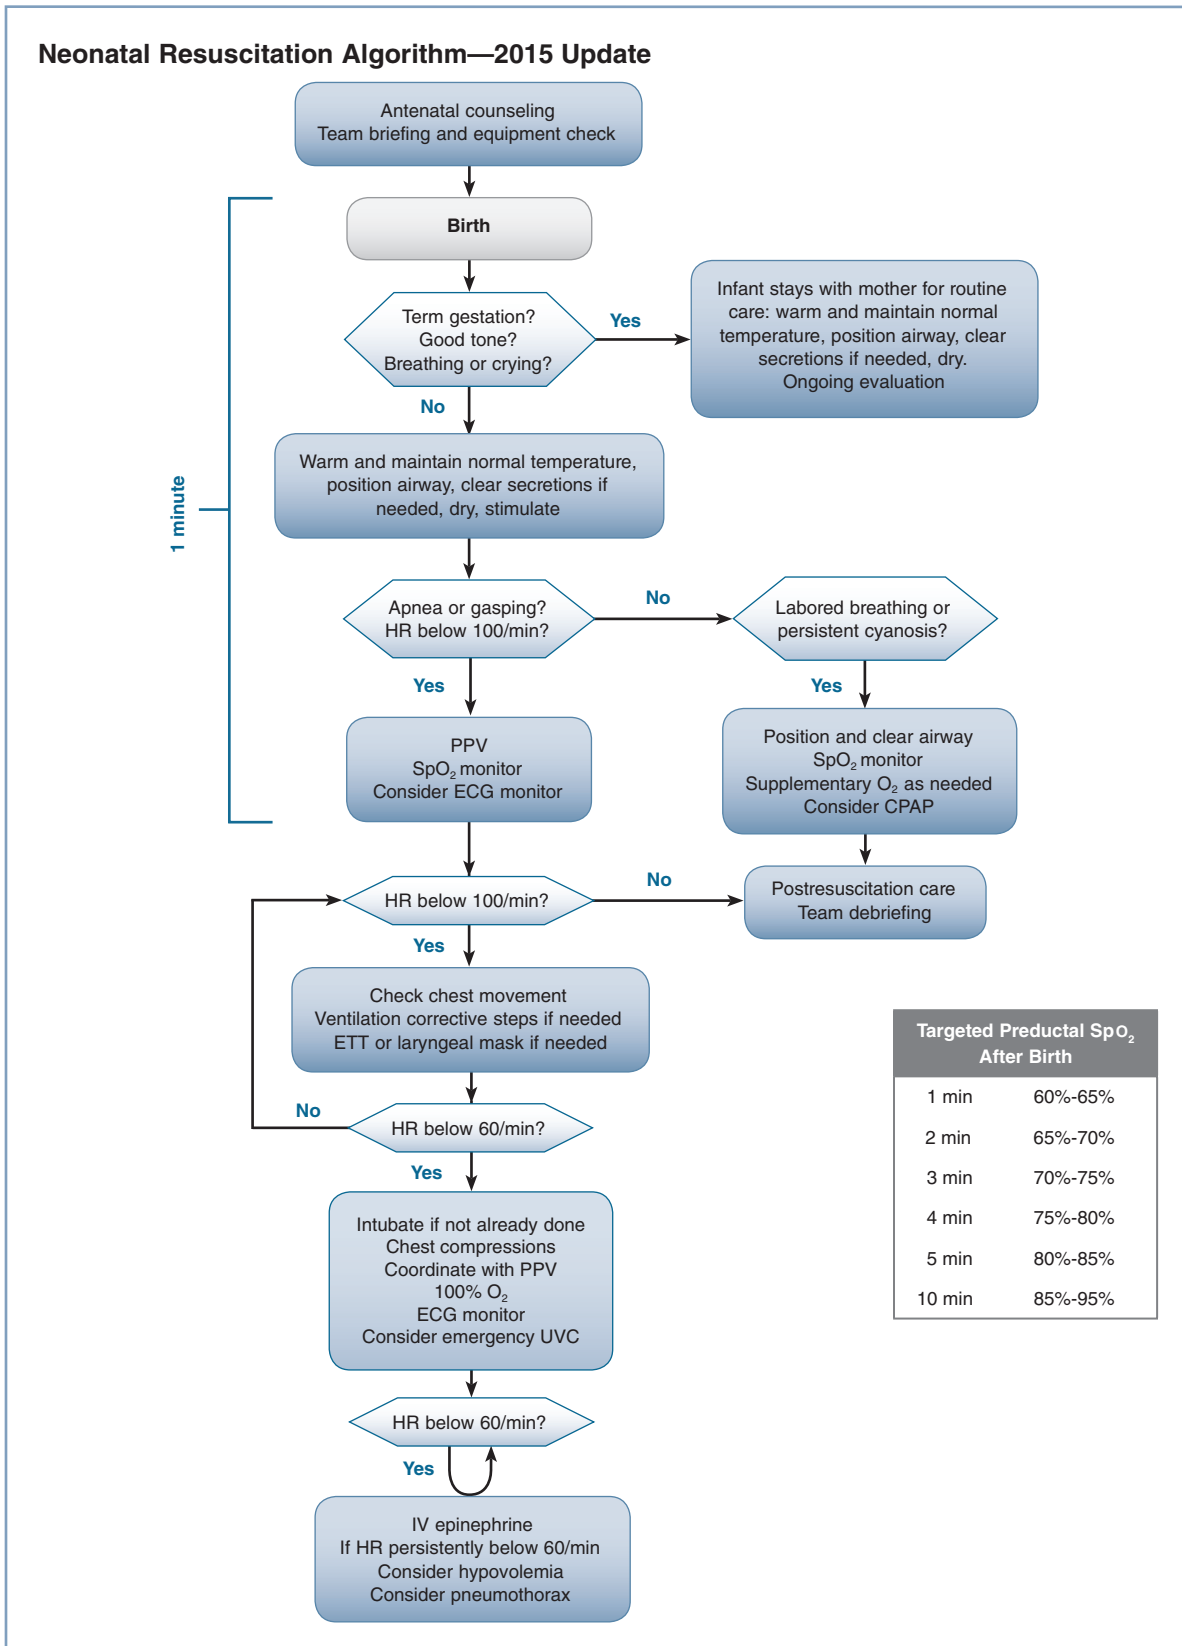 Neonatal Resuscitation Algorithm—2015 Update
Antenatal counseling
Team briefing and equipment check
Birth
1 minute
Term gestation?
Good tone?
Breathing or crying?
Yes
Infant stays with mother for routine
care: warm and maintain normal
temperature, position airway, clear
secretions if needed, dry.
Ongoing evaluation
No
Warm and maintain normal temperature,
position airway, clear secretions if
needed, dry, stimulate
Apnea or gasping?
HR below 100/min?
No
Labored breathing or
persistent cyanosis?
Yes
Yes
PPV
SpO₂ monitor
Consider ECG monitor
Position and clear airway
SpO₂ monitor
Supplementary O₂ as needed
Consider CPAP
HR below 100/min?
No
Postresuscitation care
Team debriefing
Yes
Check chest movement
Ventilation corrective steps if needed
ETT or laryngeal mask if needed
No
HR below 60/min?
Yes
Intubate if not already done
Chest compressions
Coordinate with PPV
100% O₂
ECG monitor
Consider emergency UVC
HR below 60/min?
Yes
IV epinephrine
If HR persistently below 60/min
Consider hypovolemia
Consider pneumothorax
Targeted Preductal SpO₂
After Birth
1 min 60%-65%
2 min 65%-70%
3 min 70%-75%
4 min 75%-80%
5 min 80%-85%
10 min 85%-95%